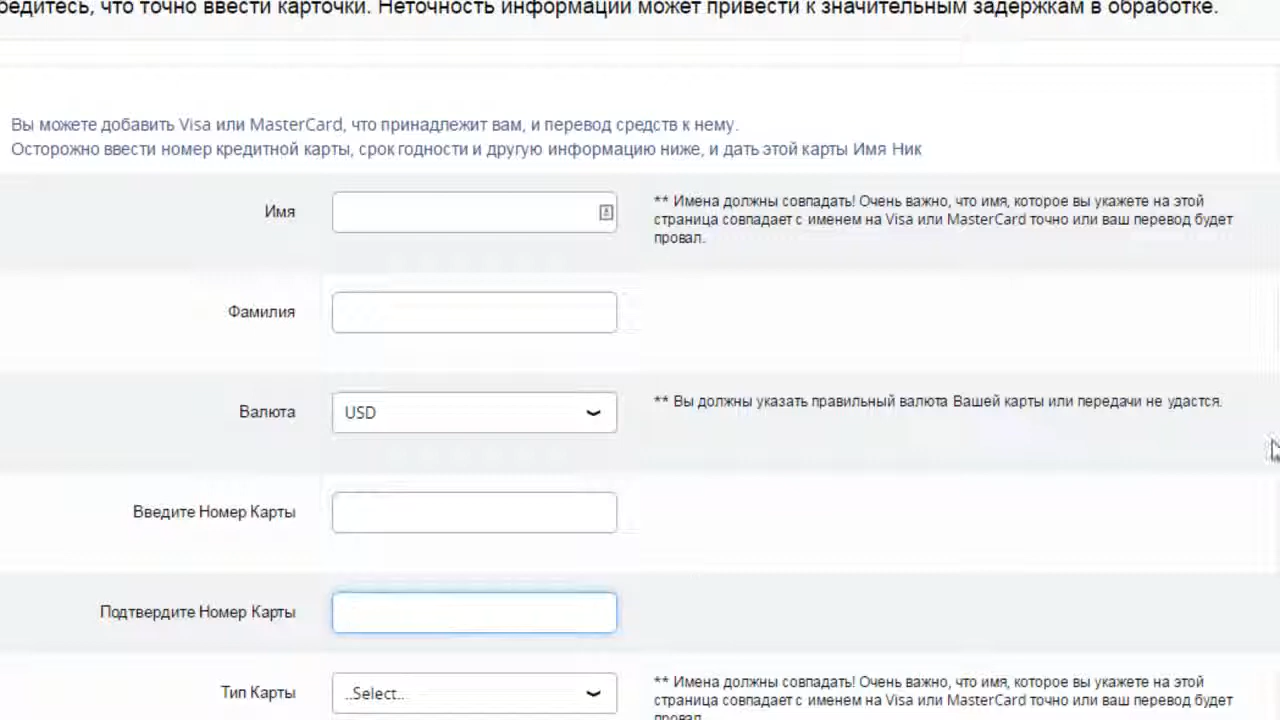 бедитесь, что точно ввести карточки. Неточность информации может привести к значительным задержкам в обработке.
Вы можете добавить Visa или MasterCard, что принадлежит вам, и перевод средств к нему.
Осторожно ввести номер кредитной карты, срок годности и другую информацию ниже, и дать этой карты Имя Ник
Имя
** Имена должны совпадать! Очень важно, что имя, которое вы укажете на этой
страница совпадает с именем на Visa или MasterCard точно или ваш перевод будет
провал.
Фамилия
Валюта
USD
** Вы должны указать правильный валюта Вашей карты или передачи не удастся.
Введите Номер Карты
Подтвердите Номер Карты
Тип Карты
..Select..
** Имена должны совпадать! Очень важно, что имя, которое вы укажете на этой
страница совпадает с именем на Visa или MasterCard точно или ваш перевод будет
провал.